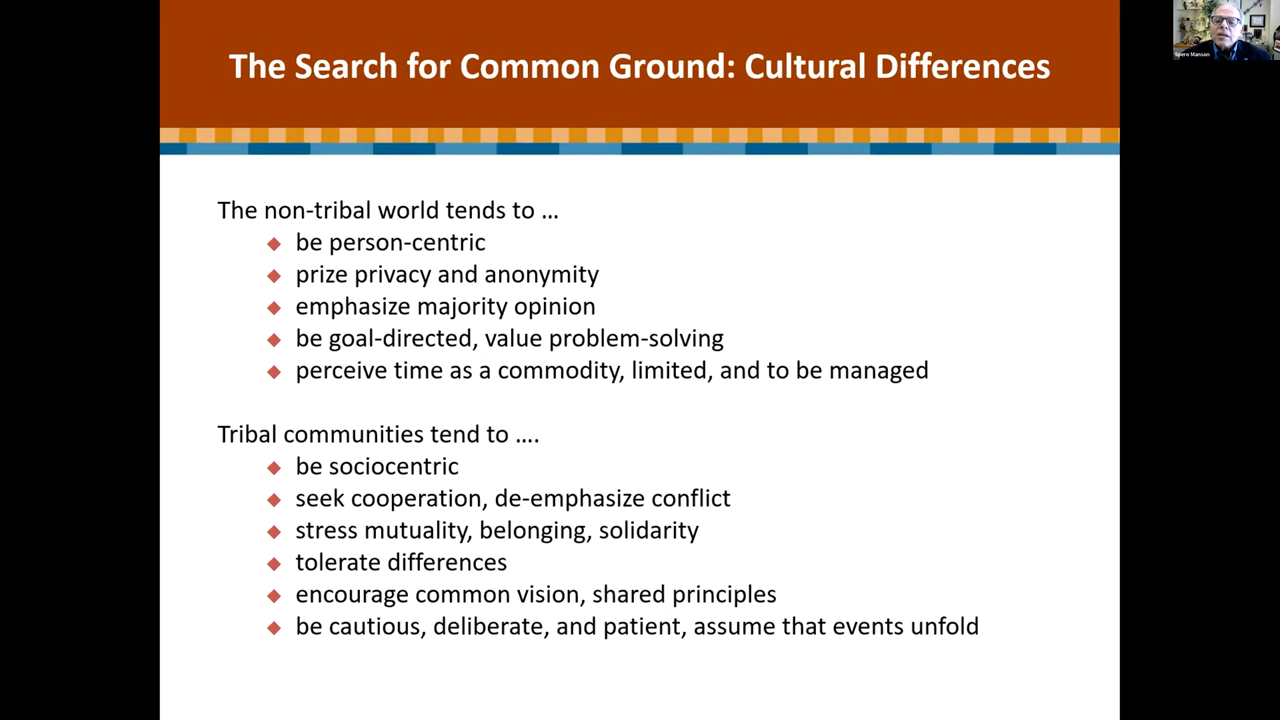 The Search for Common Ground: Cultural Differences
Spero Manson
The non-tribal world tends to …
be person-centric
prize privacy and anonymity
emphasize majority opinion
be goal-directed, value problem-solving
perceive time as a commodity, limited, and to be managed
Tribal communities tend to ….
be sociocentric
seek cooperation, de-emphasize conflict
stress mutuality, belonging, solidarity
tolerate differences
encourage common vision, shared principles
be cautious, deliberate, and patient, assume that events unfold